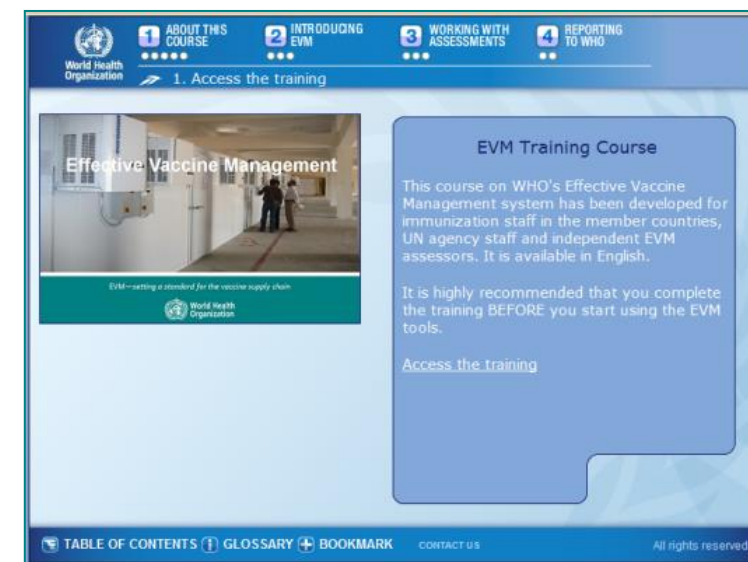 World Health
Organization
1 ABOUT THIS
COURSE
2 INTRODUCING
EVM
3 WORKING WITH
ASSESSMENTS
4 REPORTING
TO WHO
1. Access the training
Effective Vaccine Management
EVM—setting a standard for the vaccine supply chain
World Health
Organization
EVM Training Course
This course on WHO's Effective Vaccine
Management system has been developed for
immunization staff in the member countries,
UN agency staff and independent EVM
assessors. It is available in English.
It is highly recommended that you complete
the training BEFORE you start using the EVM
tools.
Access the training
TABLE OF CONTENTS GLOSSARY BOOKMARK CONTACT US All rights reserved